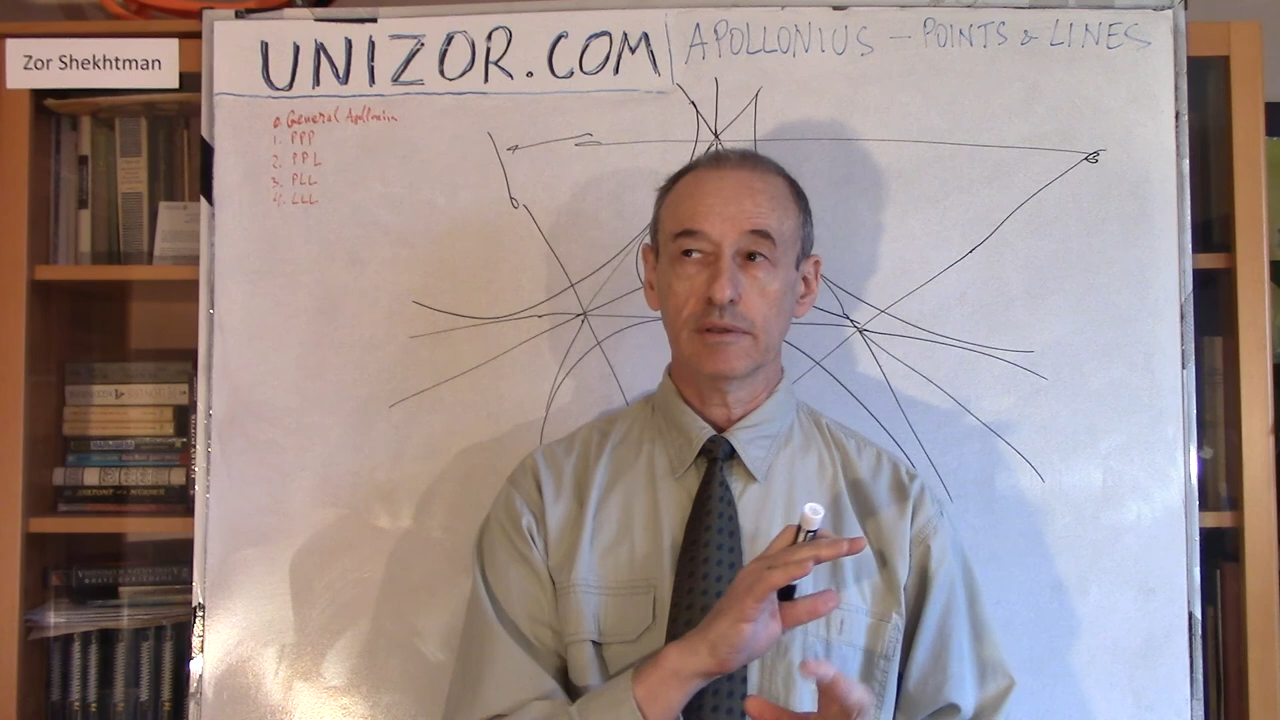 Zor Shekhtman
UNIZOR.COM
APOLLONIUS - POINTS & LINES
0. General Apollonius
1. PPP
2. PPL
3. PLL
4. LLL